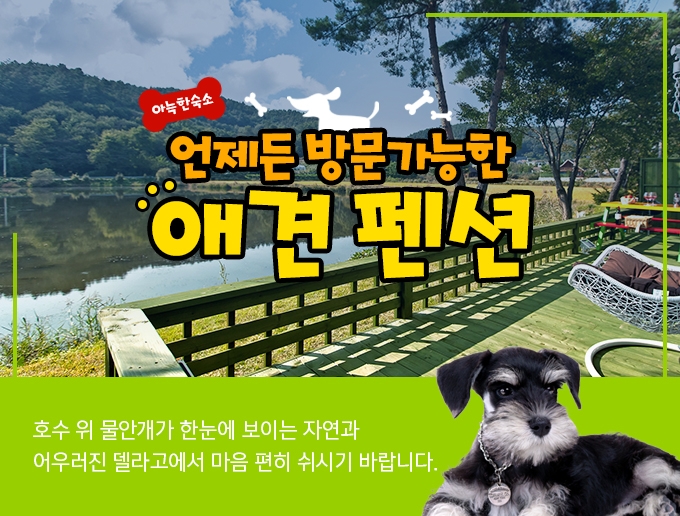 아늑한숙소
언제든 방문가능한
애견 펜션
호수 위 물안개가 한눈에 보이는 자연과
어우러진 델라고에서 마음 편히 쉬시기 바랍니다.